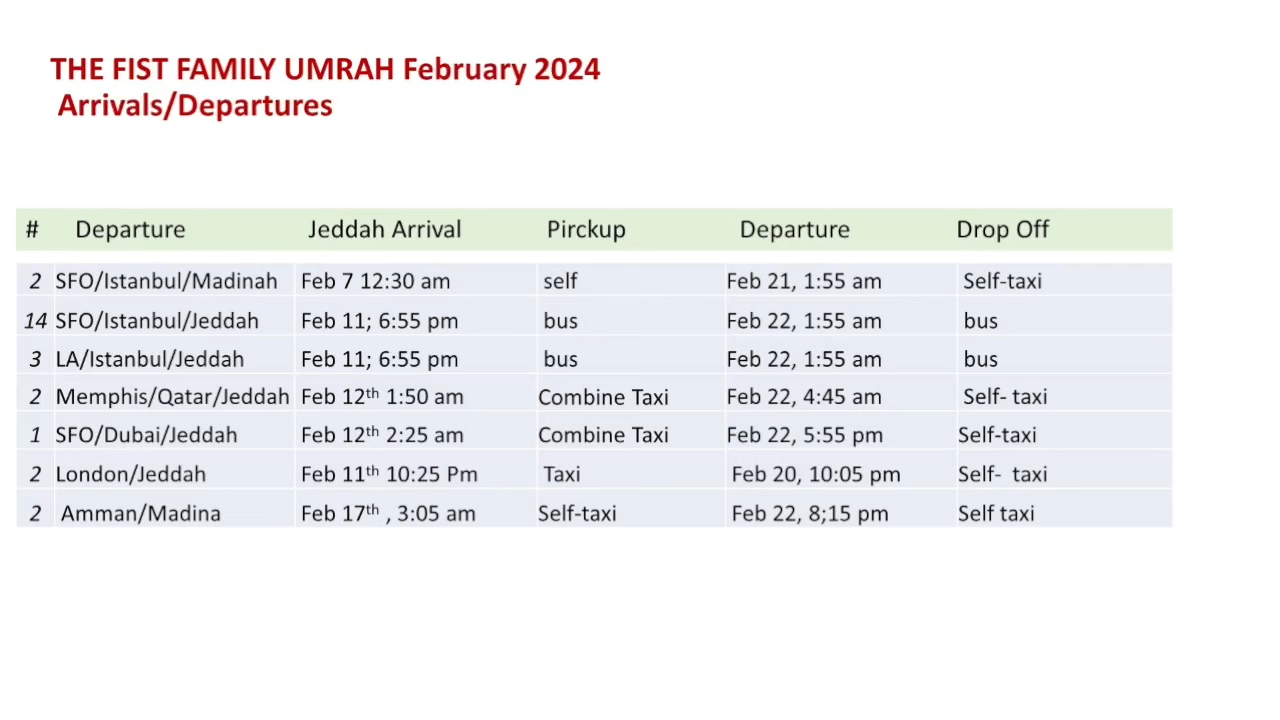 THE FIST FAMILY UMRAH February 2024
Arrivals/Departures
# Departure Jeddah Arrival Pirckup Departure Drop Off
2 SFO/Istanbul/Madinah Feb 7 12:30 am self Feb 21, 1:55 am Self-taxi
14 SFO/Istanbul/Jeddah Feb 11; 6:55 pm bus Feb 22, 1:55 am bus
3 LA/Istanbul/Jeddah Feb 11; 6:55 pm bus Feb 22, 1:55 am bus
2 Memphis/Qatar/Jeddah Feb 12th 1:50 am Combine Taxi Feb 22, 4:45 am Self- taxi
1 SFO/Dubai/Jeddah Feb 12th 2:25 am Combine Taxi Feb 22, 5:55 pm Self-taxi
2 London/Jeddah Feb 11th 10:25 Pm Taxi Feb 20, 10:05 pm Self- taxi
2 Amman/Madina Feb 17th , 3:05 am Self-taxi Feb 22, 8;15 pm Self taxi